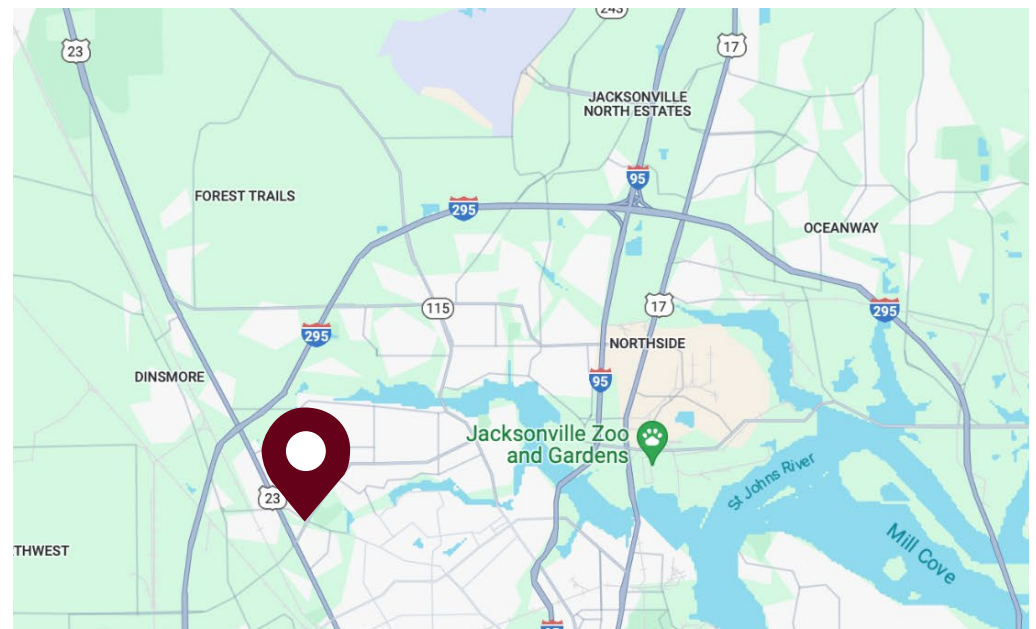 243
23
17
JACKSONVILLE
NORTH ESTATES
95
FOREST TRAILS
295
OCEANWAY
115
17
295
295
NORTHSIDE
DINSMORE
95
Jacksonville Zoo
and Gardens
St Johns River
23
Mill Cove
THWEST